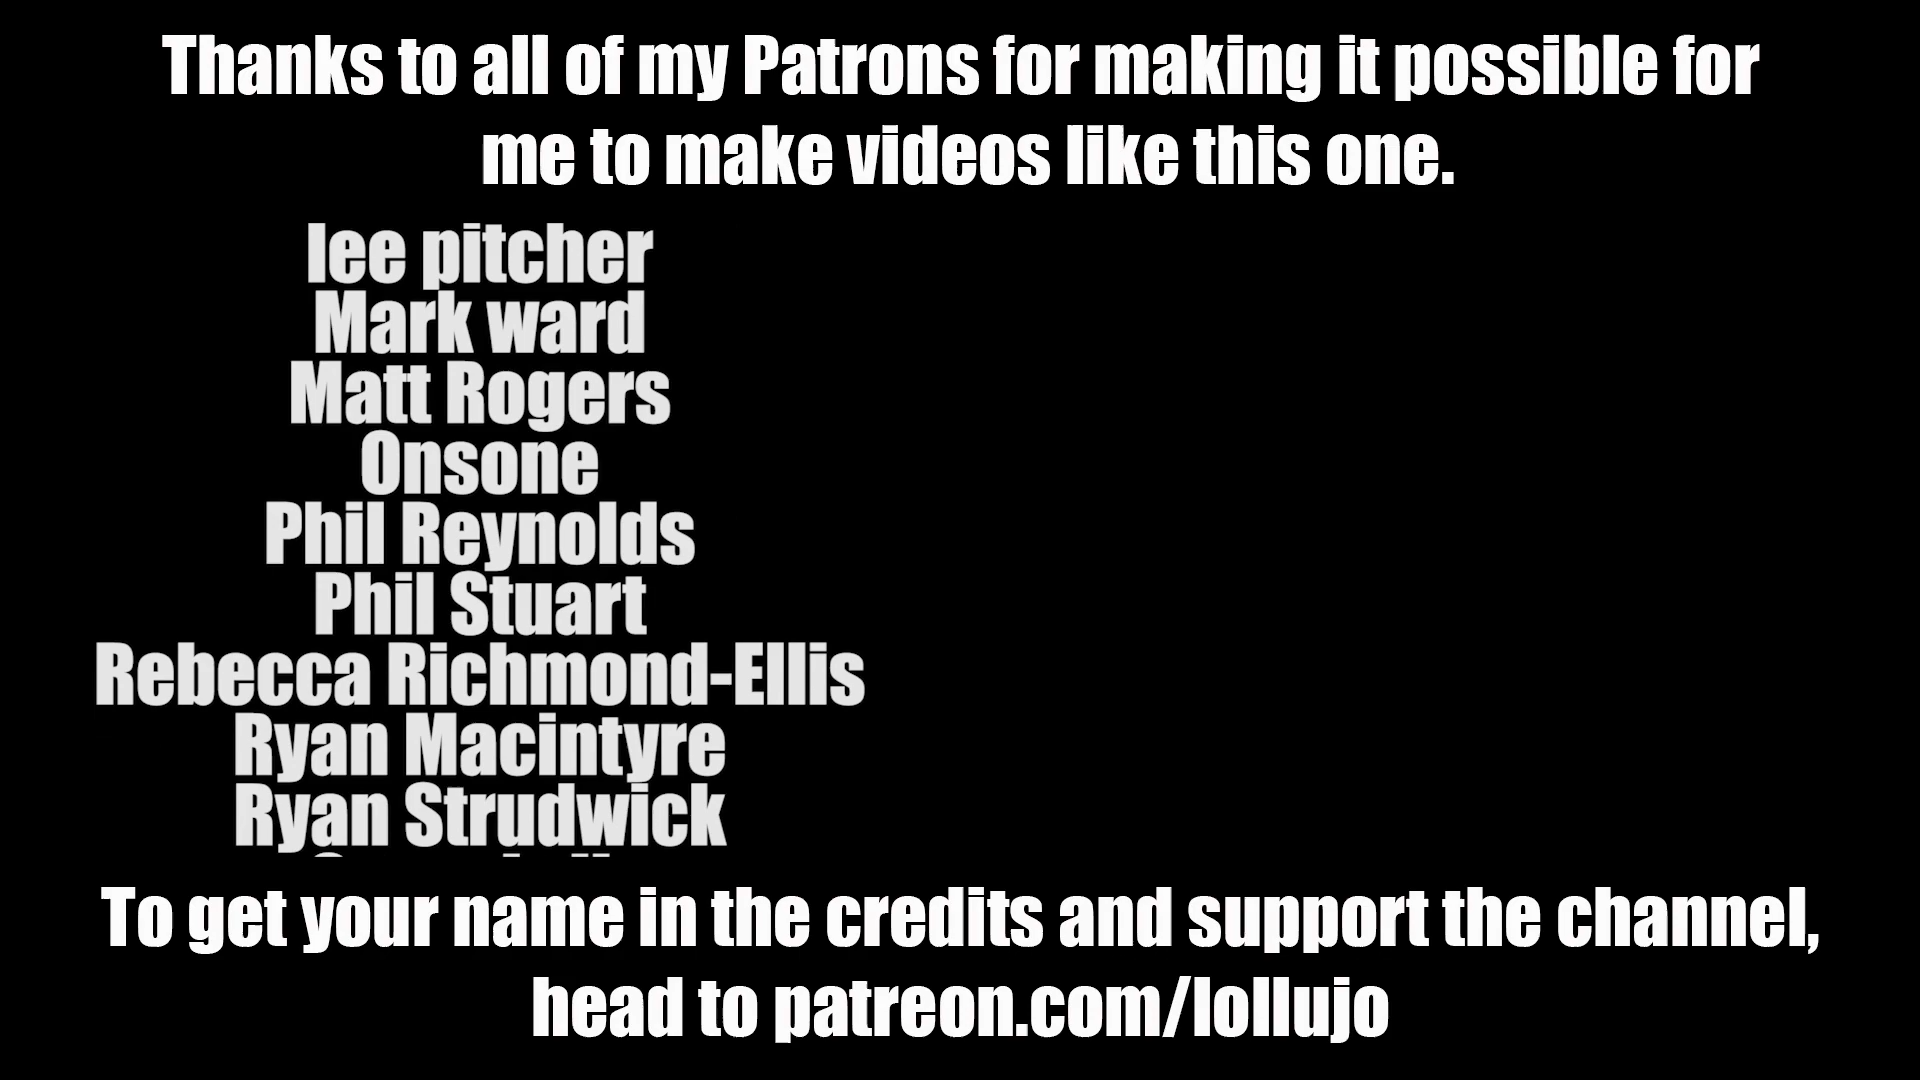 Thanks to all of my Patrons for making it possible for
me to make videos like this one.
lee pitcher
Mark ward
Matt Rogers
Onsone
Phil Reynolds
Phil Stuart
Rebecca Richmond-Ellis
Ryan Macintyre
Ryan Strudwick
To get your name in the credits and support the channel,
head to patreon.com/lollujo